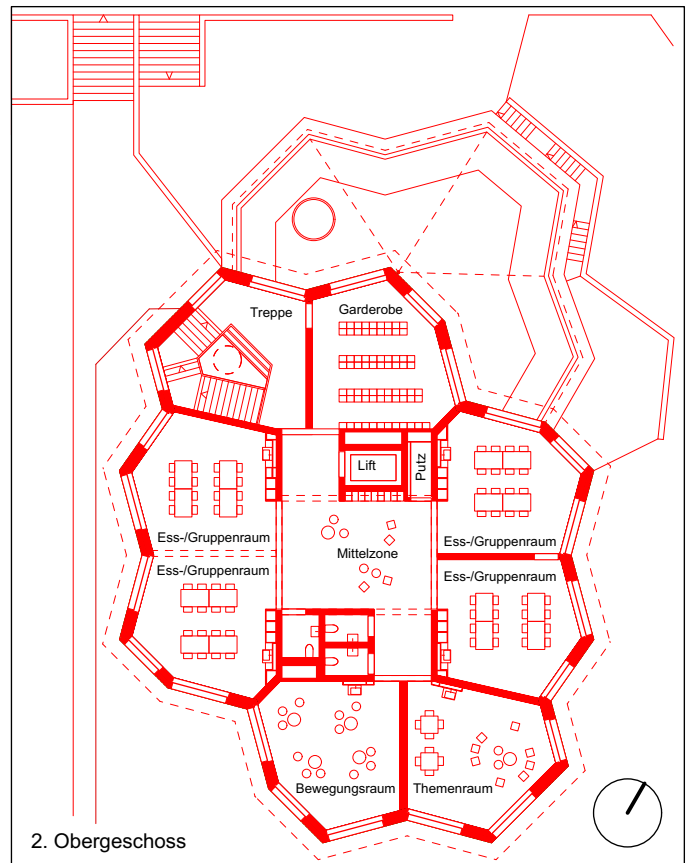 Treppe
Garderobe
Lift
Putz
Ess-/Gruppenraum
Ess-/Gruppenraum
Mittelzone
Ess-/Gruppenraum
Ess-/Gruppenraum
Bewegungsraum
Themenraum
2. Obergeschoss